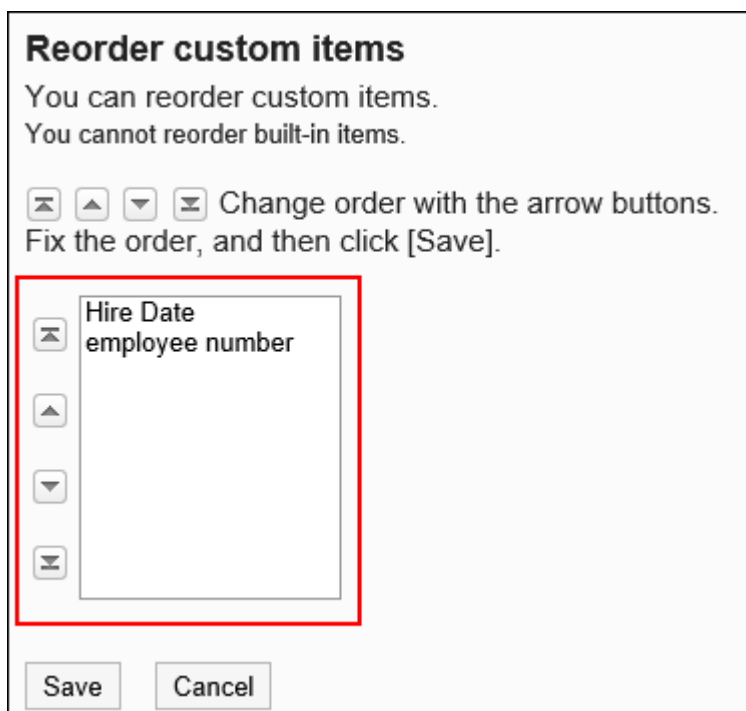 Reorder custom items
You can reorder custom items.
You cannot reorder built-in items.
Change order with the arrow buttons.
Fix the order, and then click [Save].
Hire Date
employee number
Save
Cancel